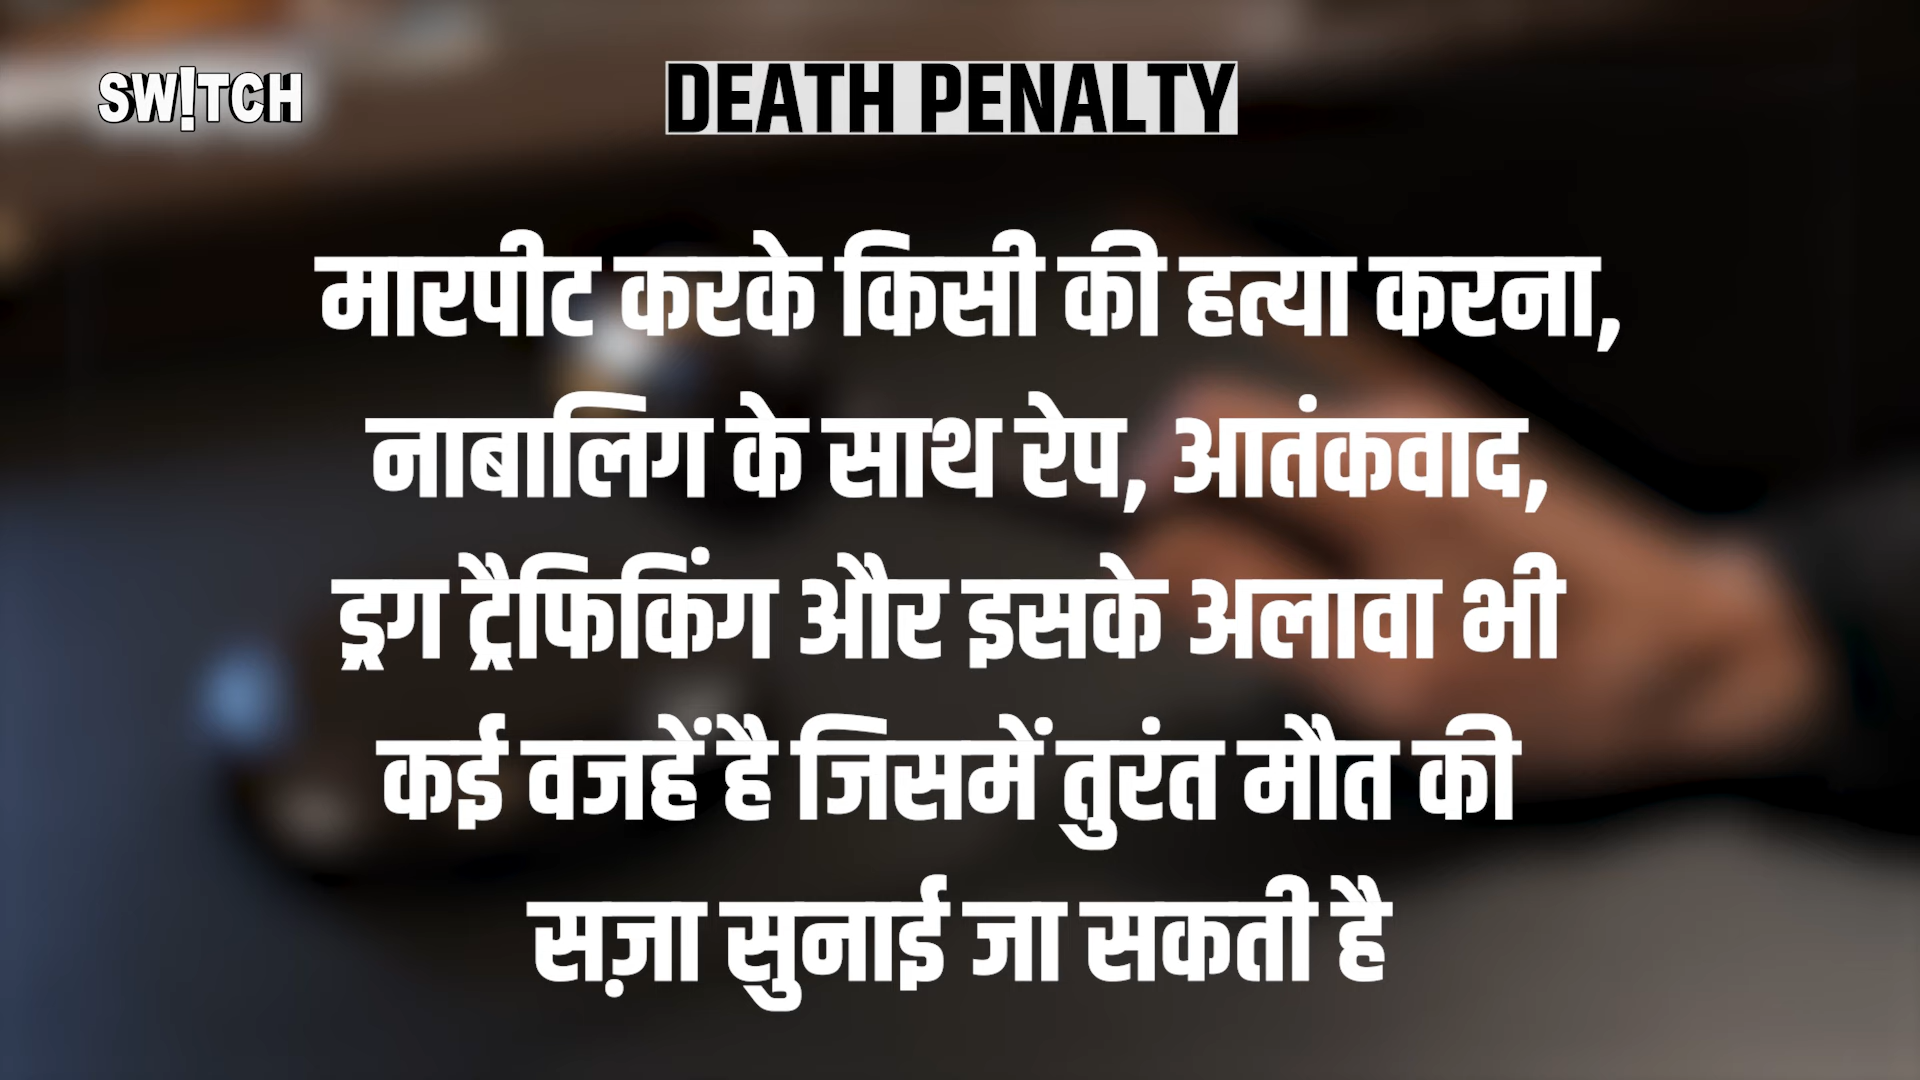 SW!TCH
DEATH PENALTY
मारपीट करके किसी की हत्या करना,
नाबालिग के साथ रेप, आतंकवाद,
ड्रग ट्रैफिकिंग और इसके अलावा भी
कई वजहें है जिसमें तुरंत मौत की
सज़ा सुनाई जा सकती है